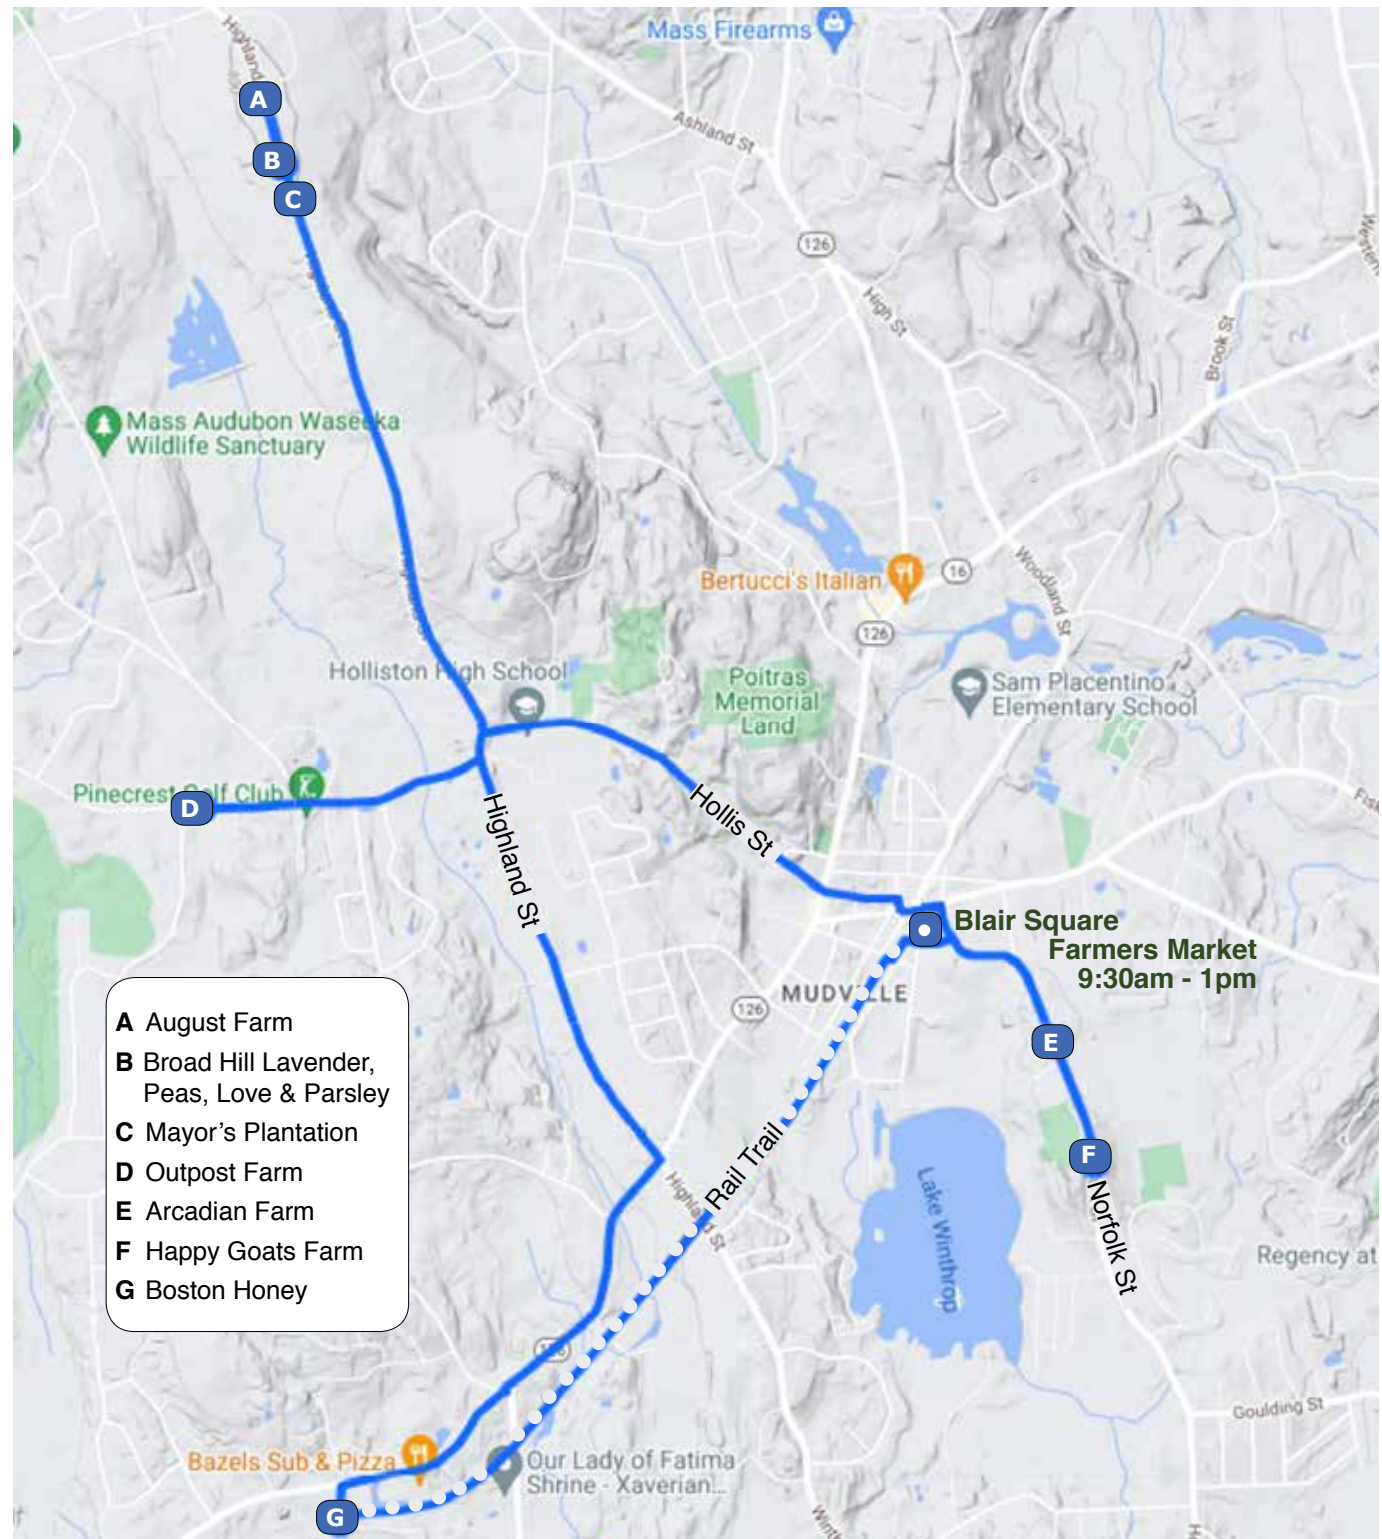 Highland
Mass Firearms
A
Ashland St
B
C
126
Western
High St
Brook St
Mass Audubon Waseeka
Wildlife Sanctuary
Bertucci's Italian
16
Woodland St
126
Holliston High School
Poitras
Memorial
Land
Sam Placentino
Elementary School
Pinecrest Golf Club
D
Hollis St
Highland St
Blair Square
Farmers Market
9:30am - 1pm
MUDVILLE
126
E
F
Rail Trail
Highland St
Lake Winthrop
Norfolk St
Regency at
A August Farm
B Broad Hill Lavender,
Peas, Love & Parsley
C Mayor's Plantation
D Outpost Farm
E Arcadian Farm
F Happy Goats Farm
G Boston Honey
126
Goulding St
Bazels Sub & Pizza
Our Lady of Fatima
Shrine - Xaverian...
G